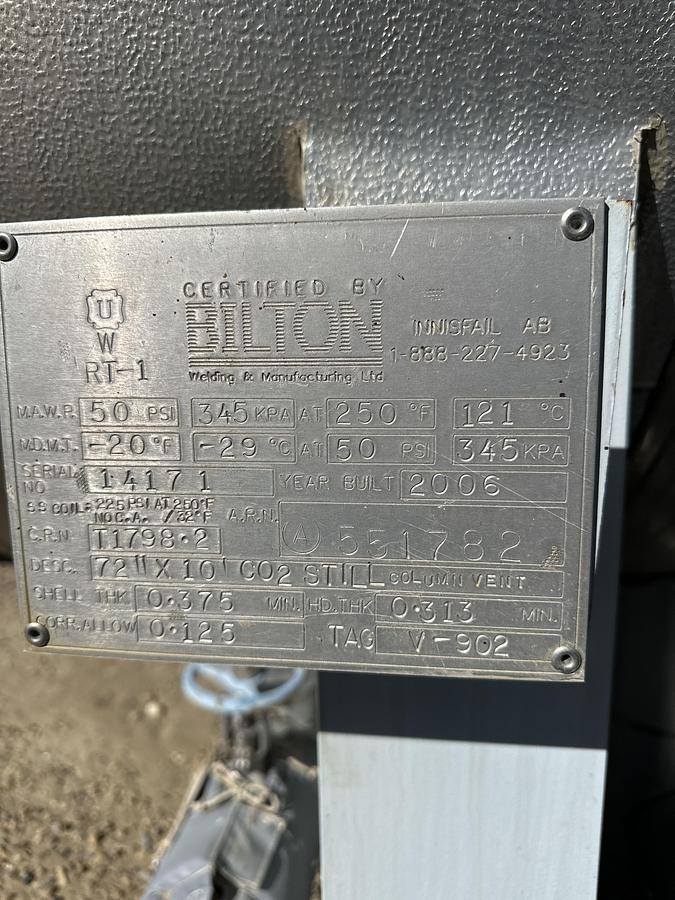 CERTIFIED BY
BILTON
Welding & Manufacturing Ltd
U
W
RT-1
INNISFAIL AB
1-888-227-4923
M.A.W.P. 50 PSI 345 KPA AT 250 °F 121 °C
M.D.M.T. -20 °F -29 °C AT 50 PSI 345 KPA
SERIAL NO 14171 YEAR BUILT 2006
SS COIL: 225 PSI AT 250°F
NO C.A. /32°F
A.R.N. A 551782
C.R.N. T1798.2
DESC. 72" X 10' CO2 STILL COLUMN VENT
SHELL THK 0.375 MIN. HD.THK 0.313 MIN.
CORR.ALLOW 0.125 TAG V-902